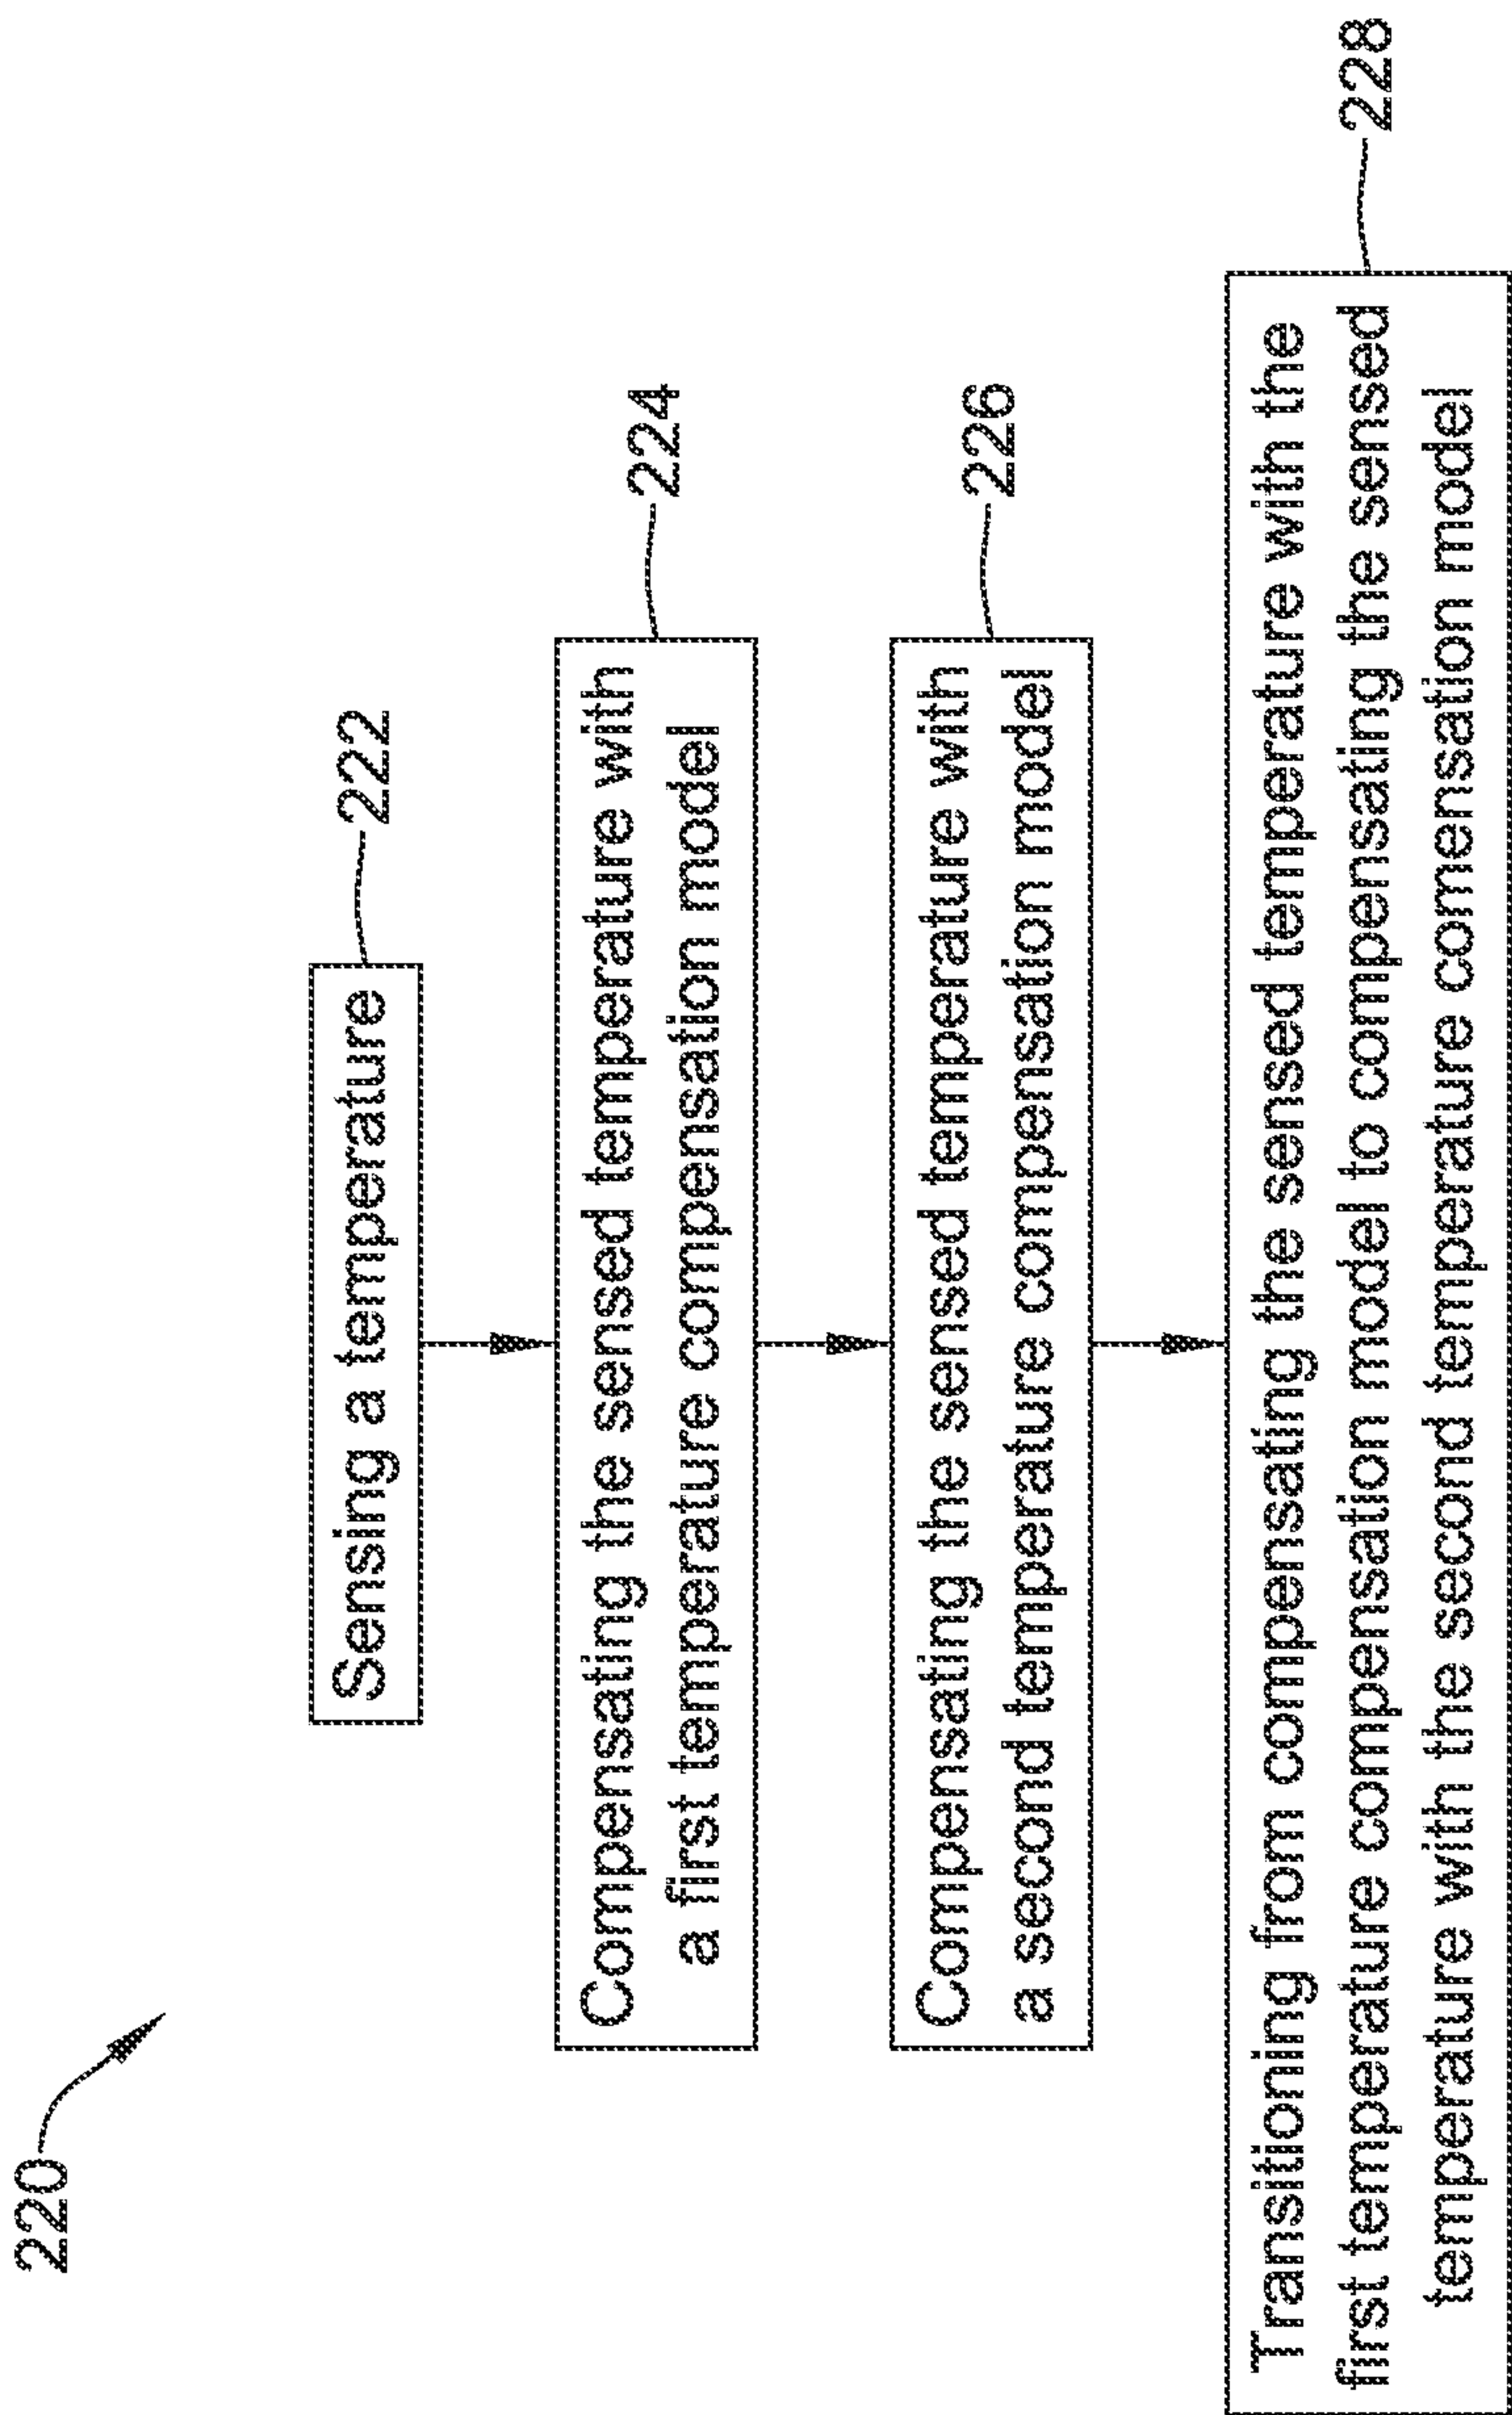 220
Sensing a temperature
222
Compensating the sensed temperature with
a first temperature compensation model
224
Compensating the sensed temperature with
a second temperature compensation model
226
Transitioning from compensating the sensed temperature with the
first temperature compensation model to compensating the sensed
temperature with the second temperature comensation model
228